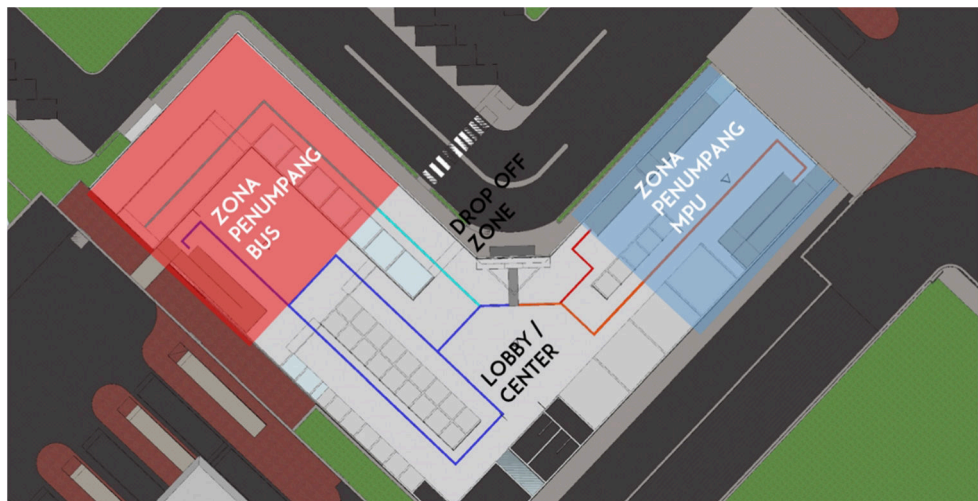 ZONA
PENUMPANG
BUS
DROP OFF
ZONE
ZONA
PENUMPANG
MPU
LOBBY /
CENTER